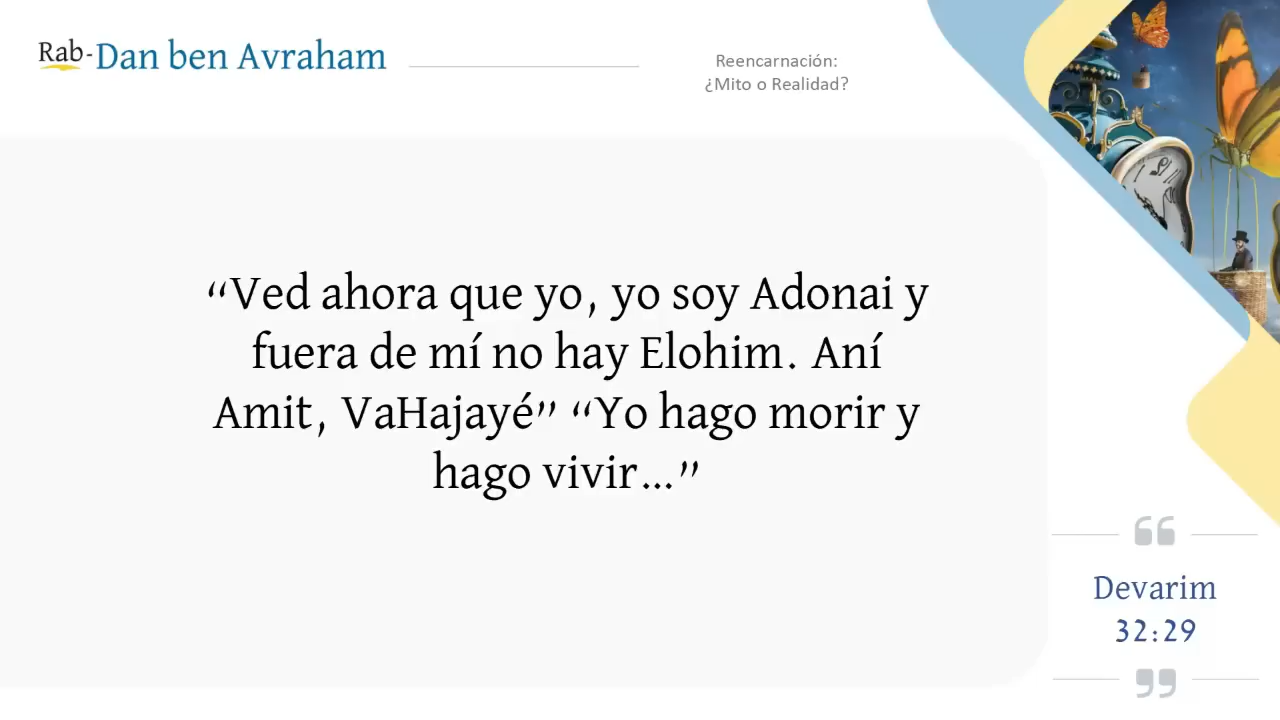 Rab-Dan ben Avraham
Reencarnación:
¿Mito o Realidad?
“Ved ahora que yo, yo soy Adonai y
fuera de mí no hay Elohim. Aní
Amit, VaHajayé” “Yo hago morir y
hago vivir...”
Devarim
32:29